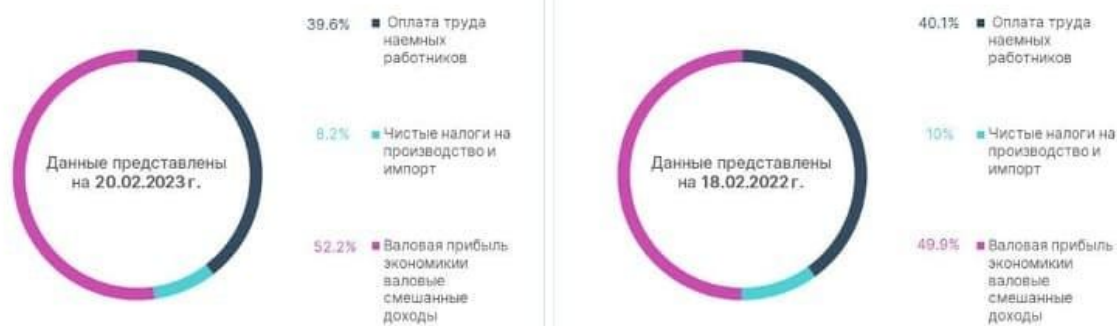 Данные представлены
на 20.02.2023 г.
39.6% Оплата труда
наемных
работников
8.2% Чистые налоги на
производство и
импорт
52.2% Валовая прибыль
экономикии
валовые
смешанные
доходы
Данные представлены
на 18.02.2022 г.
40.1% Оплата труда
наемных
работников
10% Чистые налоги на
производство и
импорт
49.9% Валовая прибыль
экономикии
валовые
смешанные
доходы